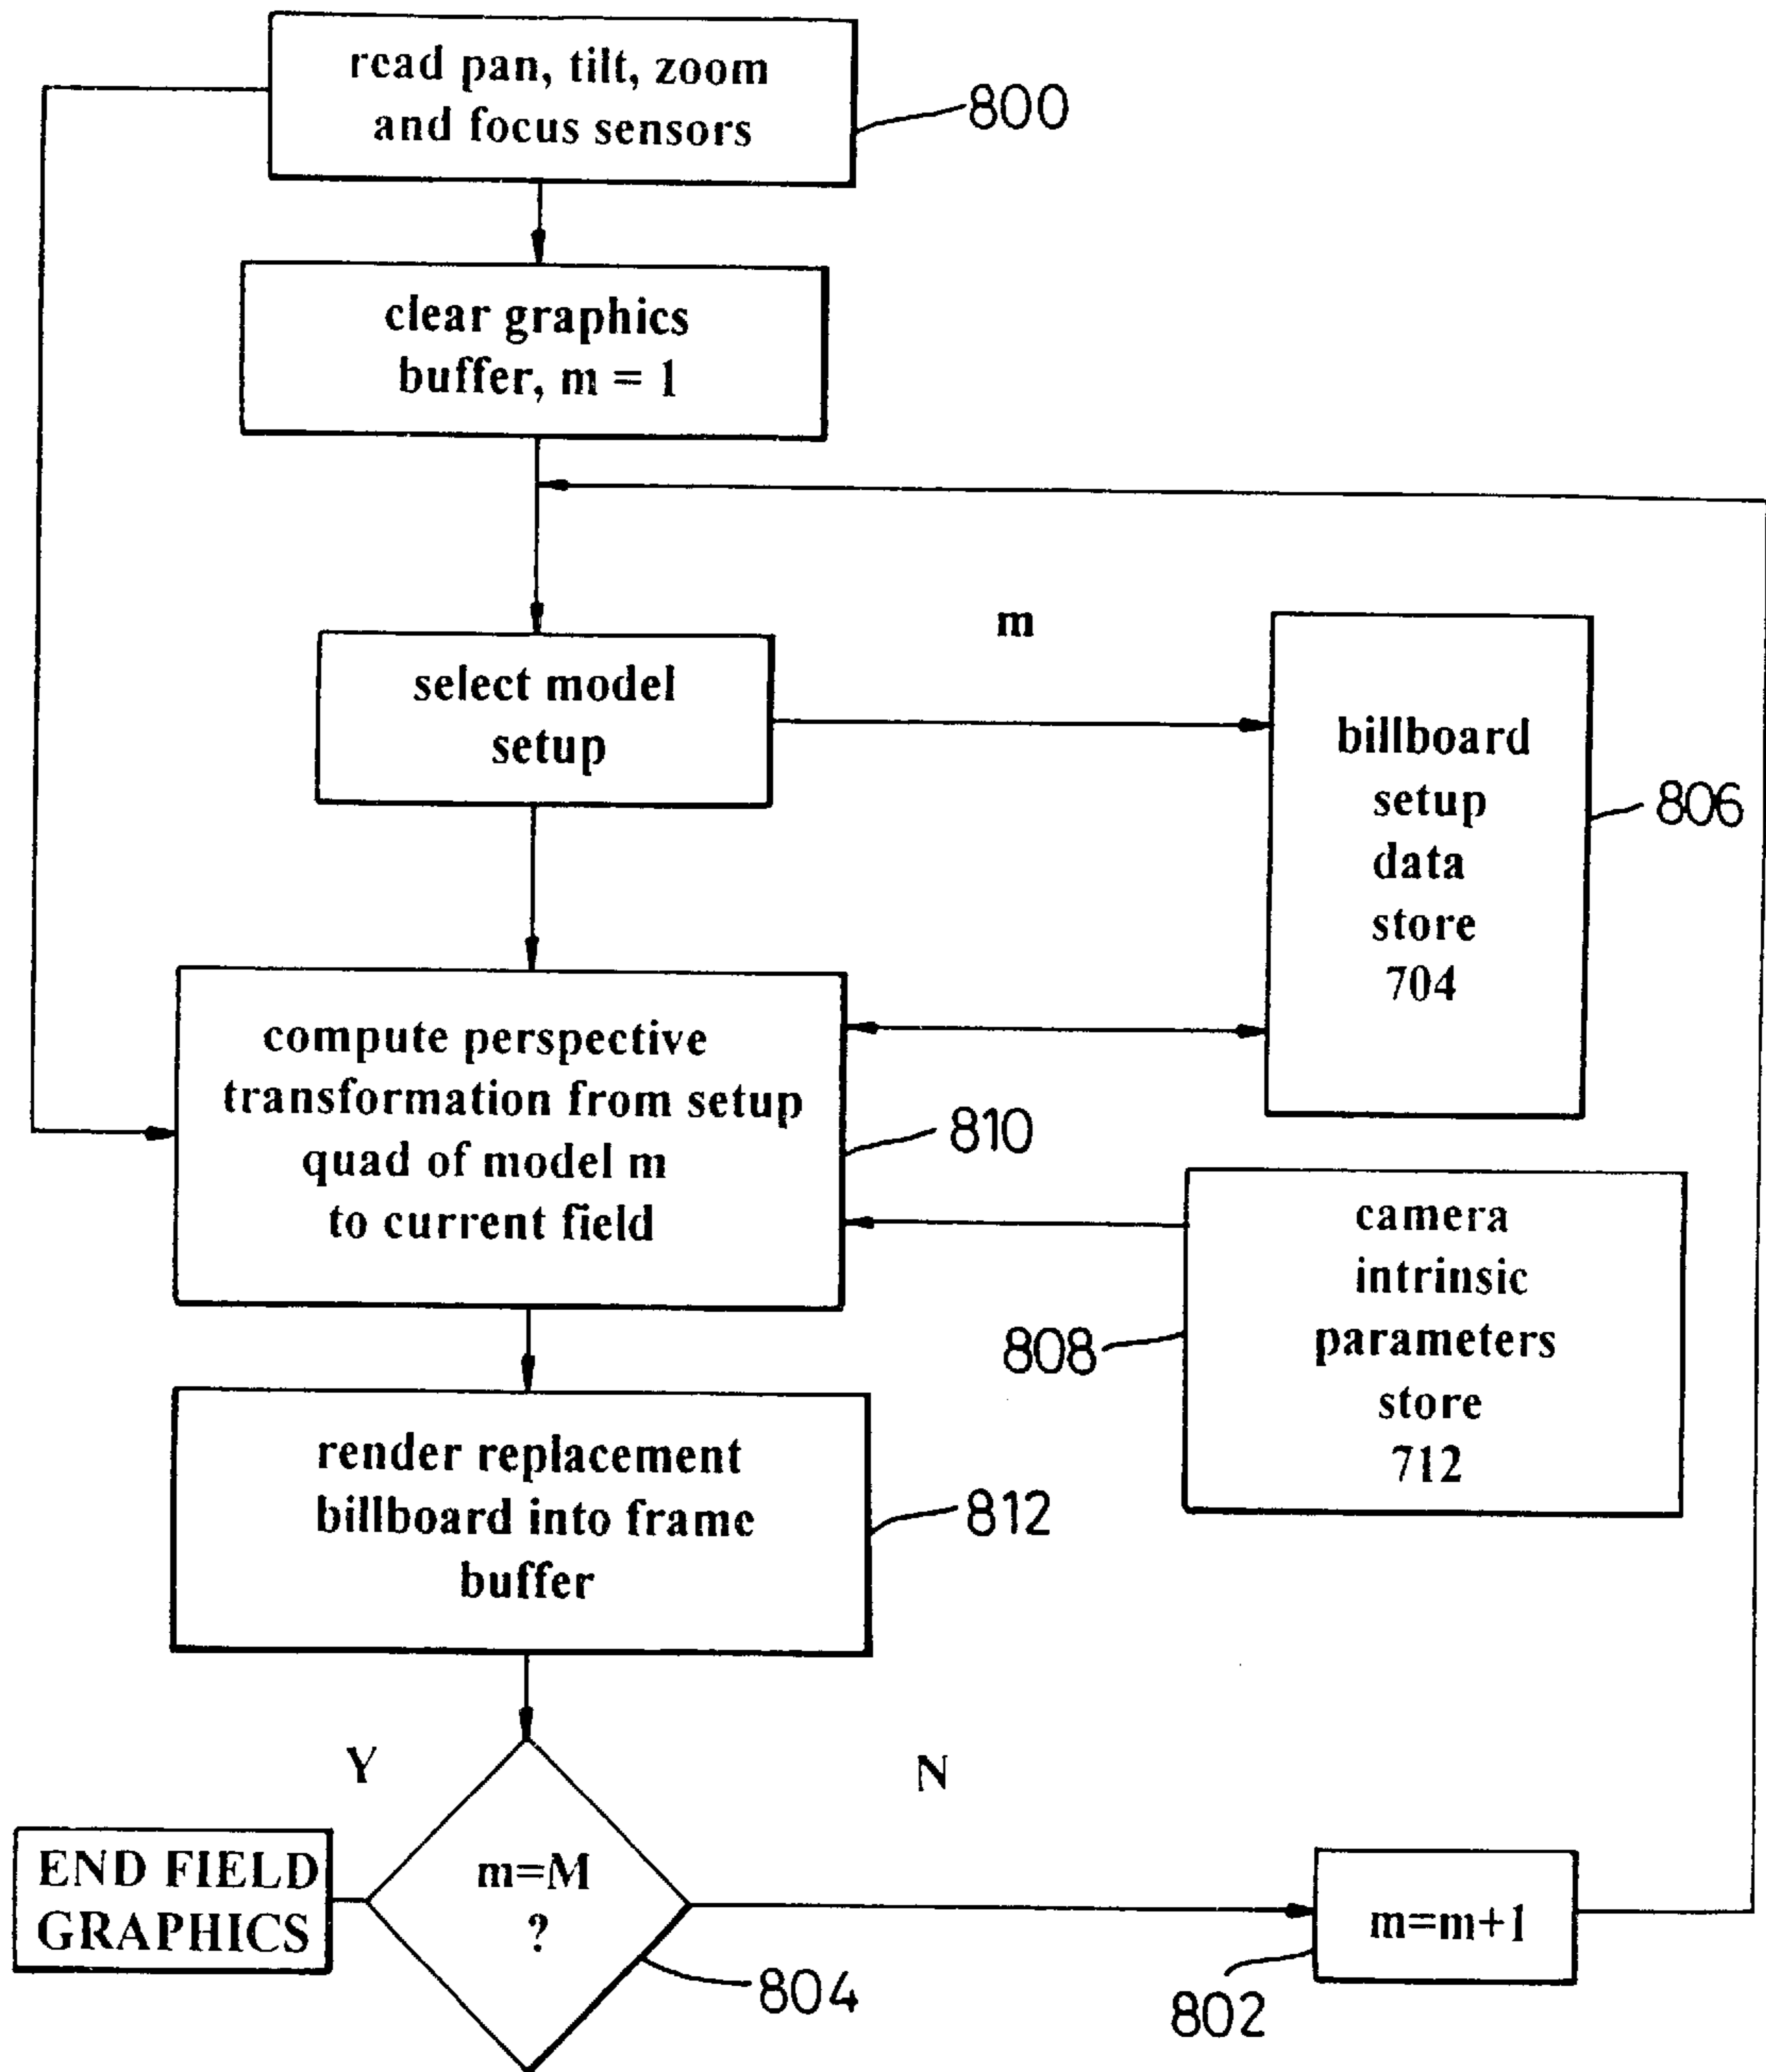 read pan, tilt, zoom
and focus sensors
800
clear graphics
buffer, m = 1
m
select model
setup
billboard
setup
data
store
704
806
compute perspective
transformation from setup
quad of model m
to current field
810
camera
intrinsic
parameters
store
712
808
render replacement
billboard into frame
buffer
812
Y
N
END FIELD
GRAPHICS
m=M
?
804
m=m+1
802